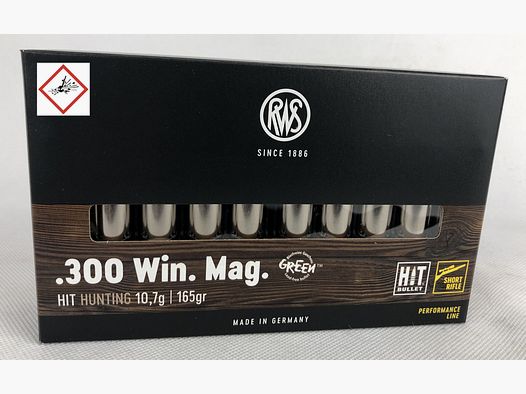 RWS
SINCE 1886
.300 Win. Mag.
GREEN™
HIT HUNTING 10,7g | 165gr
HIT
BULLET
SHORT
RIFLE
PERFORMANCE
LINE
MADE IN GERMANY